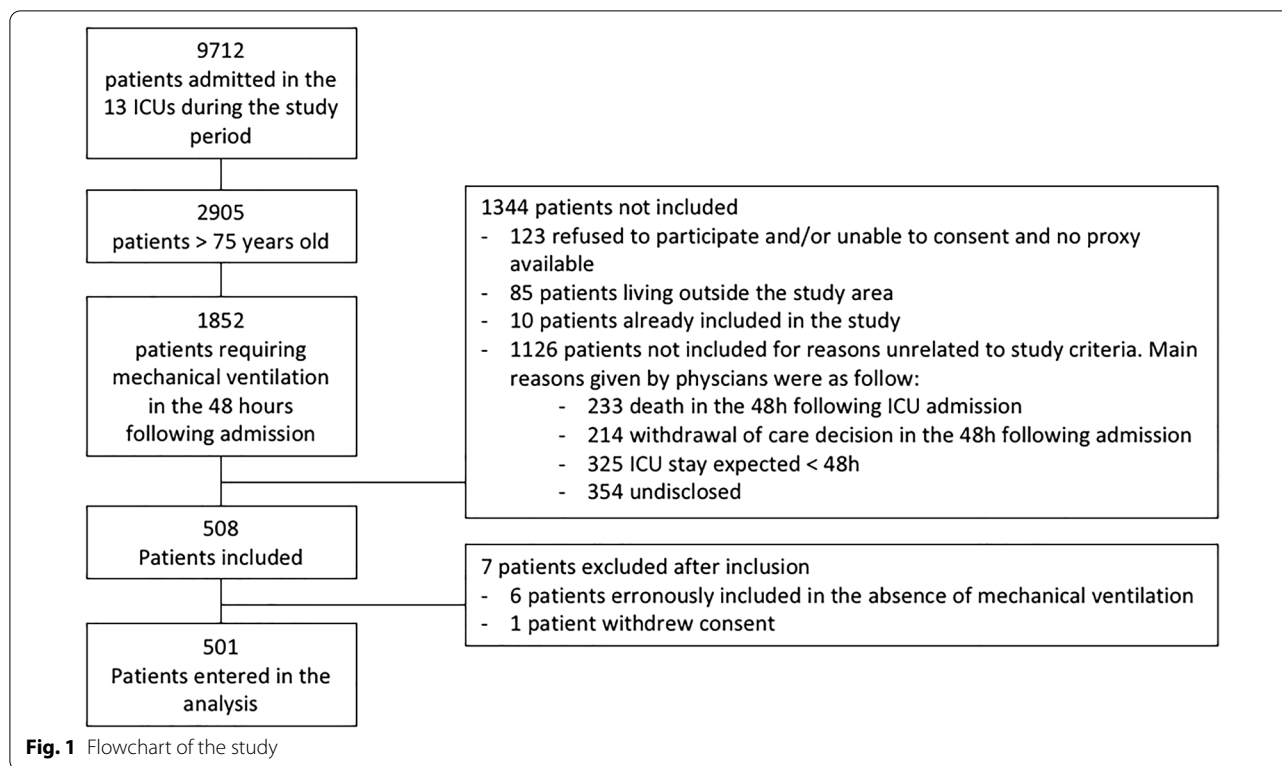 9712
patients admitted in the
13 ICUs during the study
period
2905
patients > 75 years old
1852
patients requiring
mechanical ventilation
in the 48 hours
following admission
1344 patients not included
- 123 refused to participate and/or unable to consent and no proxy
available
- 85 patients living outside the study area
- 10 patients already included in the study
- 1126 patients not included for reasons unrelated to study criteria. Main
reasons given by physcians were as follow:
- 233 death in the 48h following ICU admission
- 214 withdrawal of care decision in the 48h following admission
- 325 ICU stay expected < 48h
- 354 undisclosed
508
Patients included
7 patients excluded after inclusion
- 6 patients erronously included in the absence of mechanical ventilation
- 1 patient withdrew consent
501
Patients entered in the
analysis
Fig. 1 Flowchart of the study